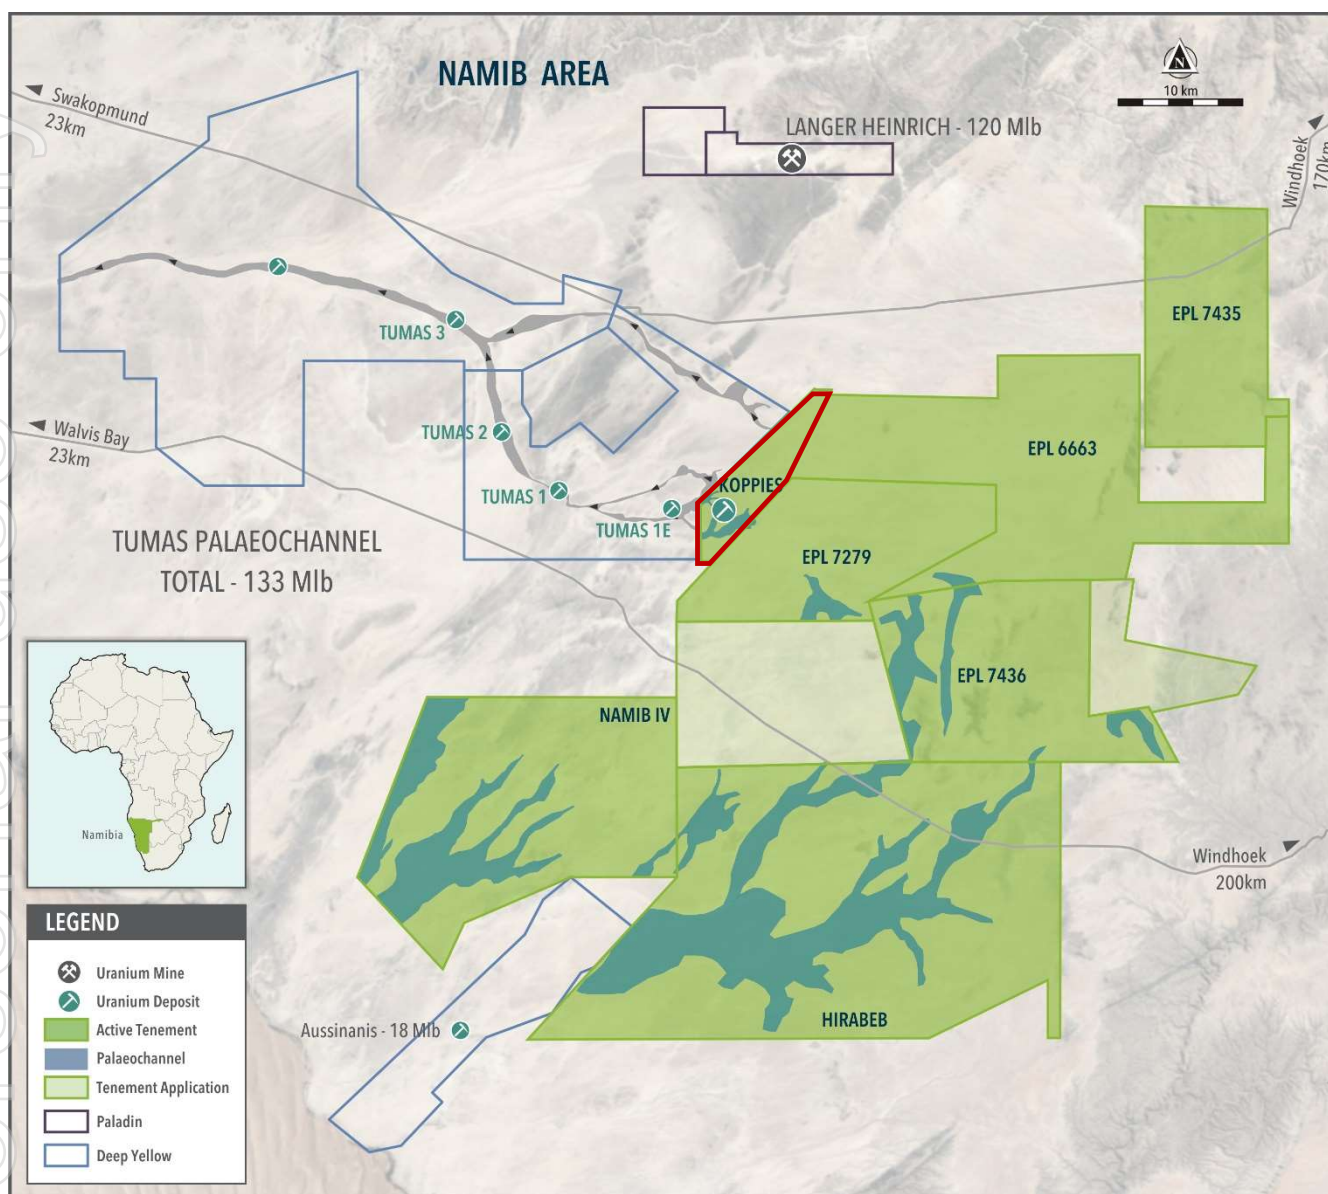 NAMIB AREA
N
10 km
Swakopmund
23km
LANGER HEINRICH - 120 Mlb
Windhoek
170km
EPL 7435
TUMAS 3
TUMAS 2
EPL 6663
Walvis Bay
23km
TUMAS 1
KOPPIES
TUMAS 1E
TUMAS PALAEOCHANNEL
TOTAL - 133 Mlb
EPL 7279
EPL 7436
NAMIB IV
Namibia
Windhoek
200km
HIRABEB
Aussinanis - 18 Mlb
LEGEND
Uranium Mine
Uranium Deposit
Active Tenement
Palaeochannel
Tenement Application
Paladin
Deep Yellow